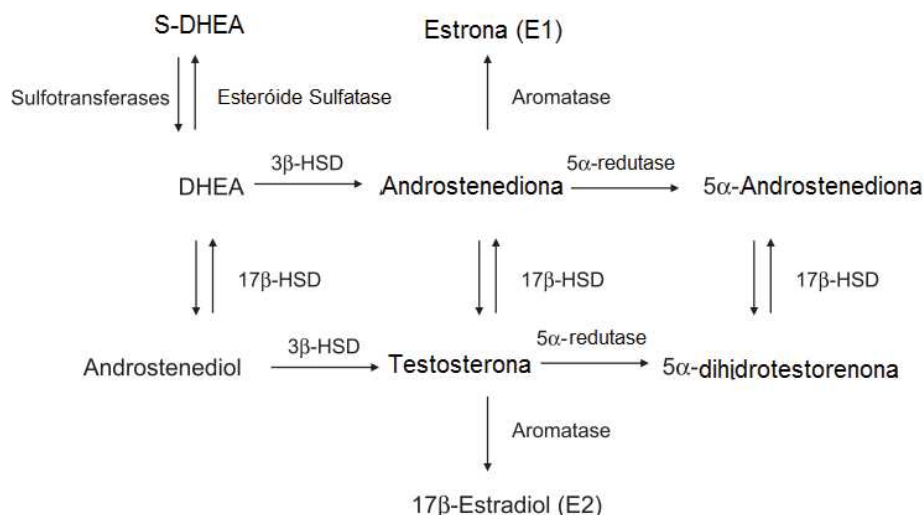 S-DHEA Estrona (E1)
Sulfotransferases Esteróide Sulfatase Aromatase
3β-HSD 5α-redutase
DHEA Androstenediona 5α-Androstenediona
17β-HSD 17β-HSD 17β-HSD
3β-HSD 5α-redutase
Androstenediol Testosterona 5α-dihidrotestorenona
Aromatase
17β-Estradiol (E2)